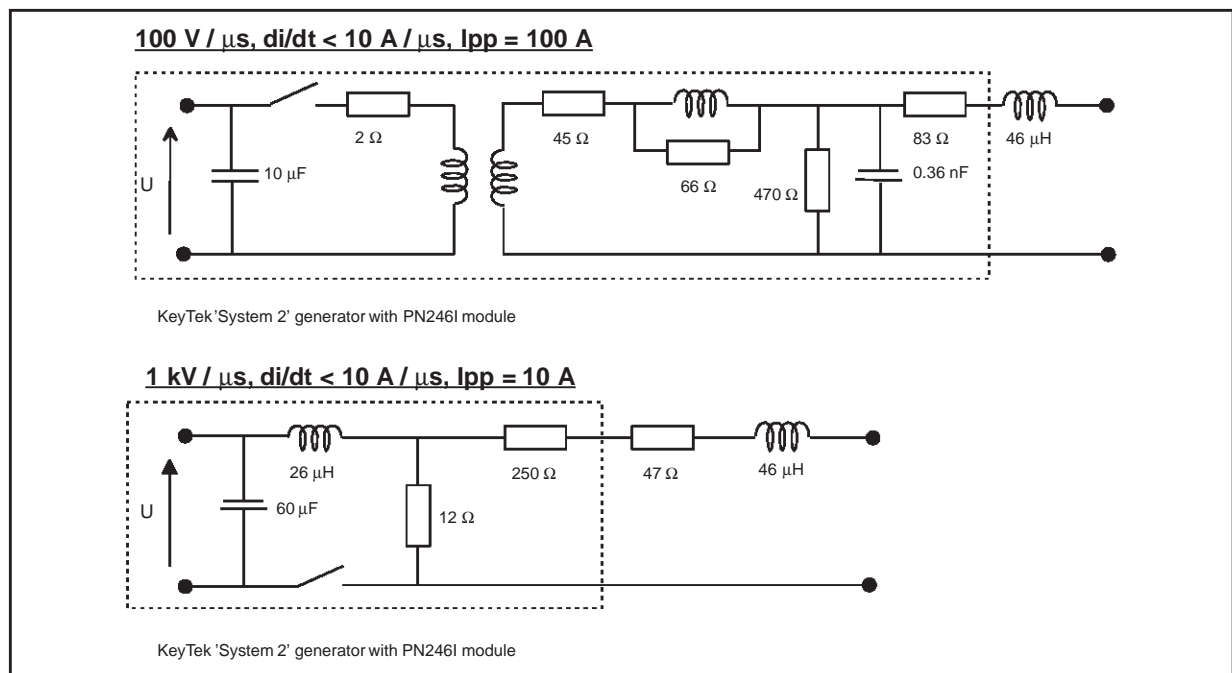 100 V / μs, di/dt < 10 A / μs, Ipp = 100 A
2 Ω
45 Ω
83 Ω
46 μH
U
10 μF
66 Ω
470 Ω
0.36 nF
KeyTek 'System 2' generator with PN246I module
1 kV / μs, di/dt < 10 A / μs, Ipp = 10 A
26 μH
250 Ω
47 Ω
46 μH
U
60 μF
12 Ω
KeyTek 'System 2' generator with PN246I module